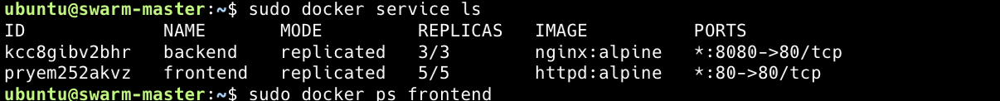 ubuntu@swarm-master:~$ sudo docker service ls
ID             NAME       MODE         REPLICAS   IMAGE          PORTS
kcc8gibv2bhr   backend    replicated   3/3        nginx:alpine   *:8080->80/tcp
pryem252akvz   frontend   replicated   5/5        httpd:alpine   *:80->80/tcp
ubuntu@swarm-master:~$ sudo docker ps frontend